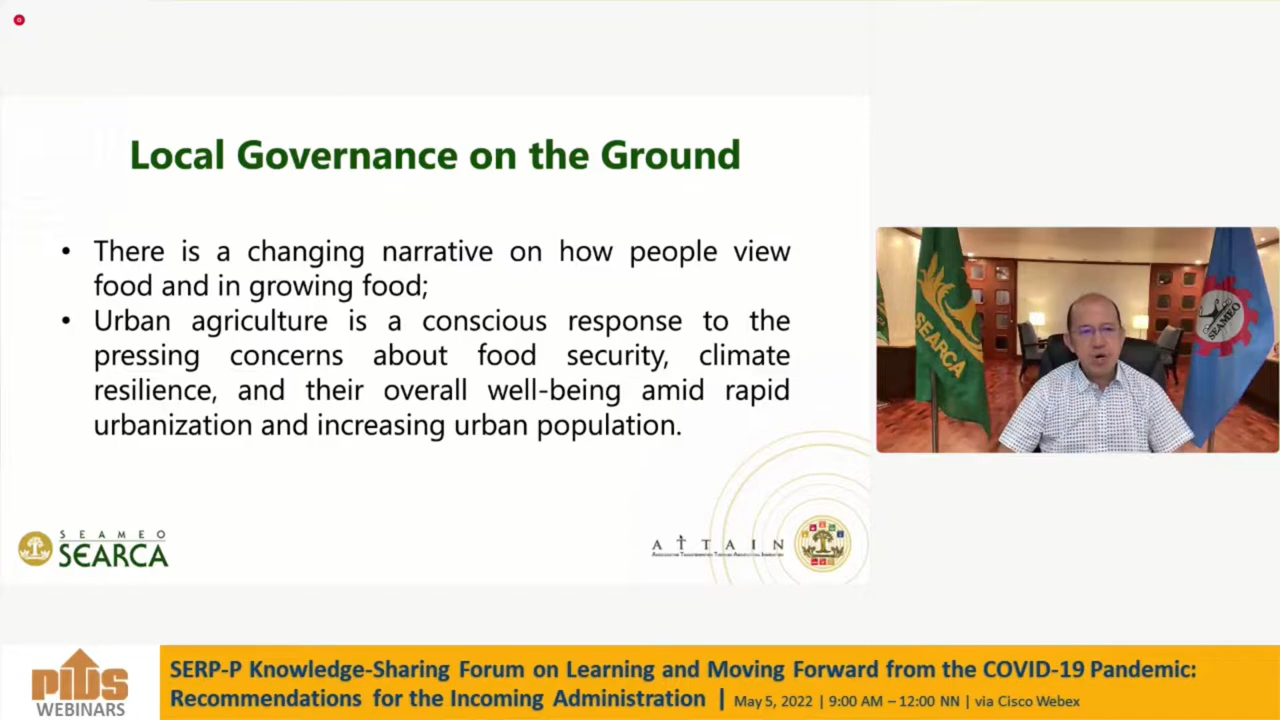 Local Governance on the Ground
• There is a changing narrative on how people view
food and in growing food;
• Urban agriculture is a conscious response to the
pressing concerns about food security, climate
resilience, and their overall well-being amid rapid
urbanization and increasing urban population.
SEAMEO
SEARCA
ATTAIN
SEARCA
SEAMEO
PIDS
WEBINARS
SERP-P Knowledge-Sharing Forum on Learning and Moving Forward from the COVID-19 Pandemic:
Recommendations for the Incoming Administration | May 5, 2022 | 9:00 AM – 12:00 NN | via Cisco Webex